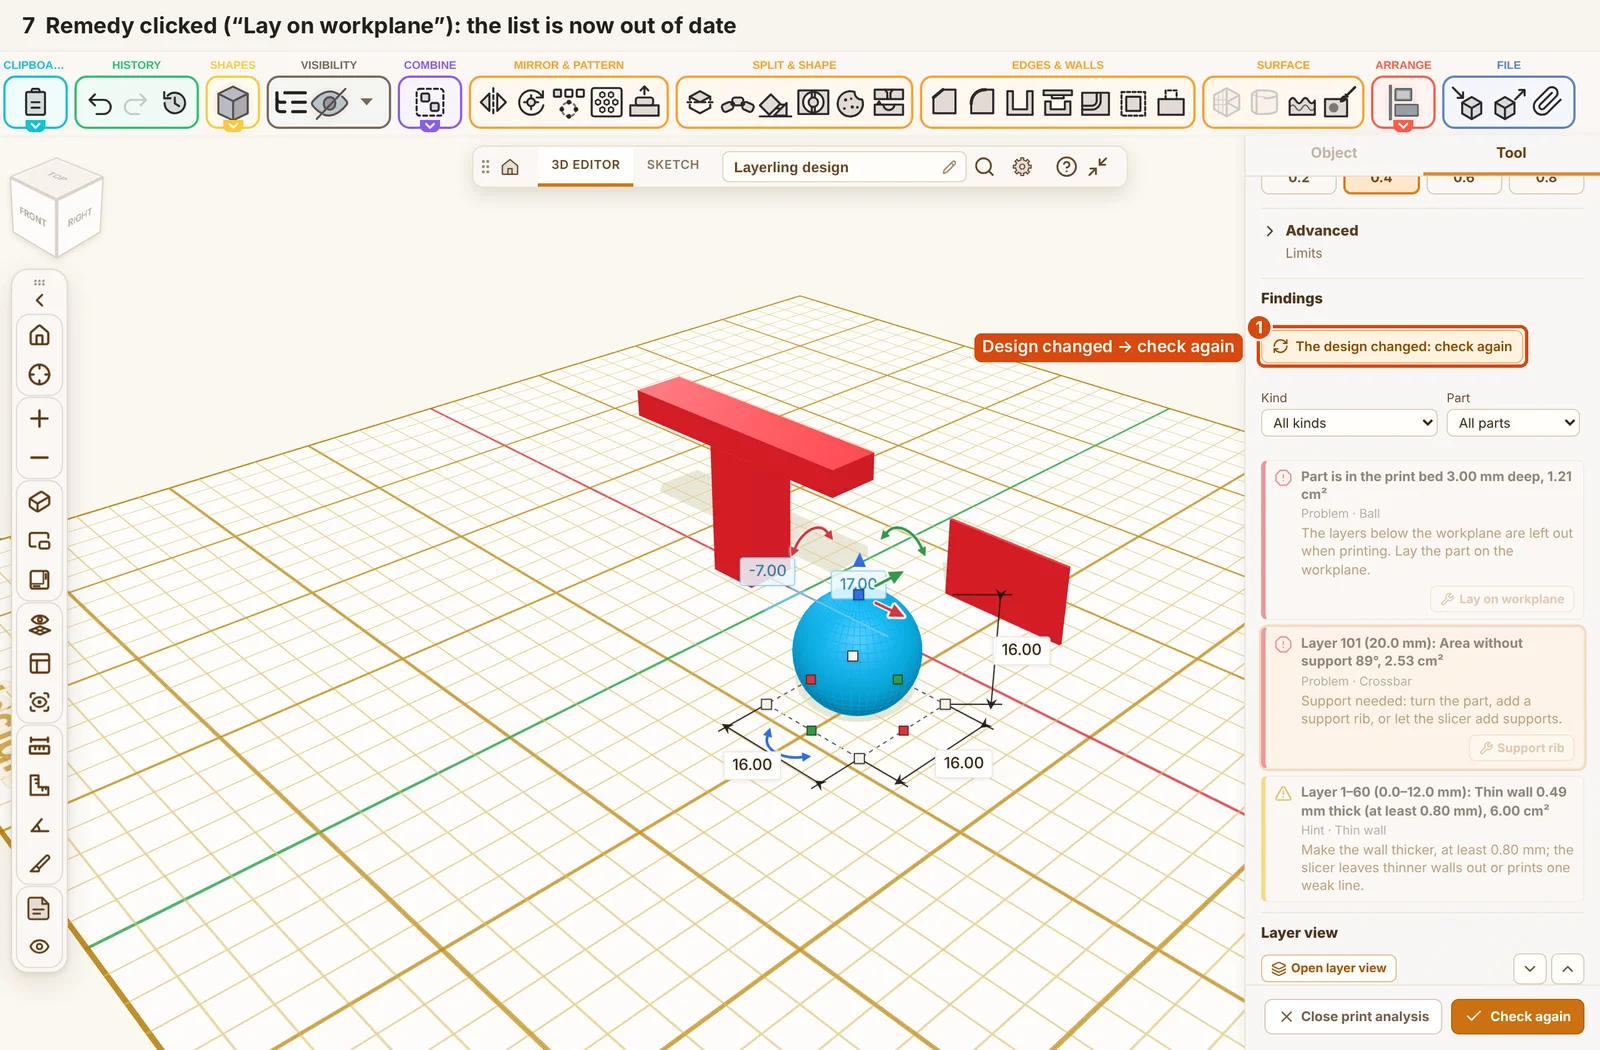 7 Remedy clicked (“Lay on workplane”): the list is now out of date
CLIPBOA... HISTORY SHAPES VISIBILITY COMBINE MIRROR & PATTERN SPLIT & SHAPE EDGES & WALLS SURFACE ARRANGE FILE
3D EDITOR SKETCH Layerling design
Object Tool
TOP
FRONT RIGHT
0.2 0.4 0.6 0.8
Advanced
Limits
Findings
1
Design changed → check again
The design changed: check again
Kind Part
All kinds All parts
Part is in the print bed 3.00 mm deep, 1.21
cm²
Problem · Ball
The layers below the workplane are left out
when printing. Lay the part on the
workplane.
Lay on workplane
-7.00 17.00
16.00
16.00 16.00
Layer 101 (20.0 mm): Area without
support 89°, 2.53 cm²
Problem · Crossbar
Support needed: turn the part, add a
support rib, or let the slicer add supports.
Support rib
Layer 1–60 (0.0–12.0 mm): Thin wall 0.49
mm thick (at least 0.80 mm), 6.00 cm²
Hint · Thin wall
Make the wall thicker, at least 0.80 mm; the
slicer leaves thinner walls out or prints one
weak line.
Layer view
Open layer view
Close print analysis Check again